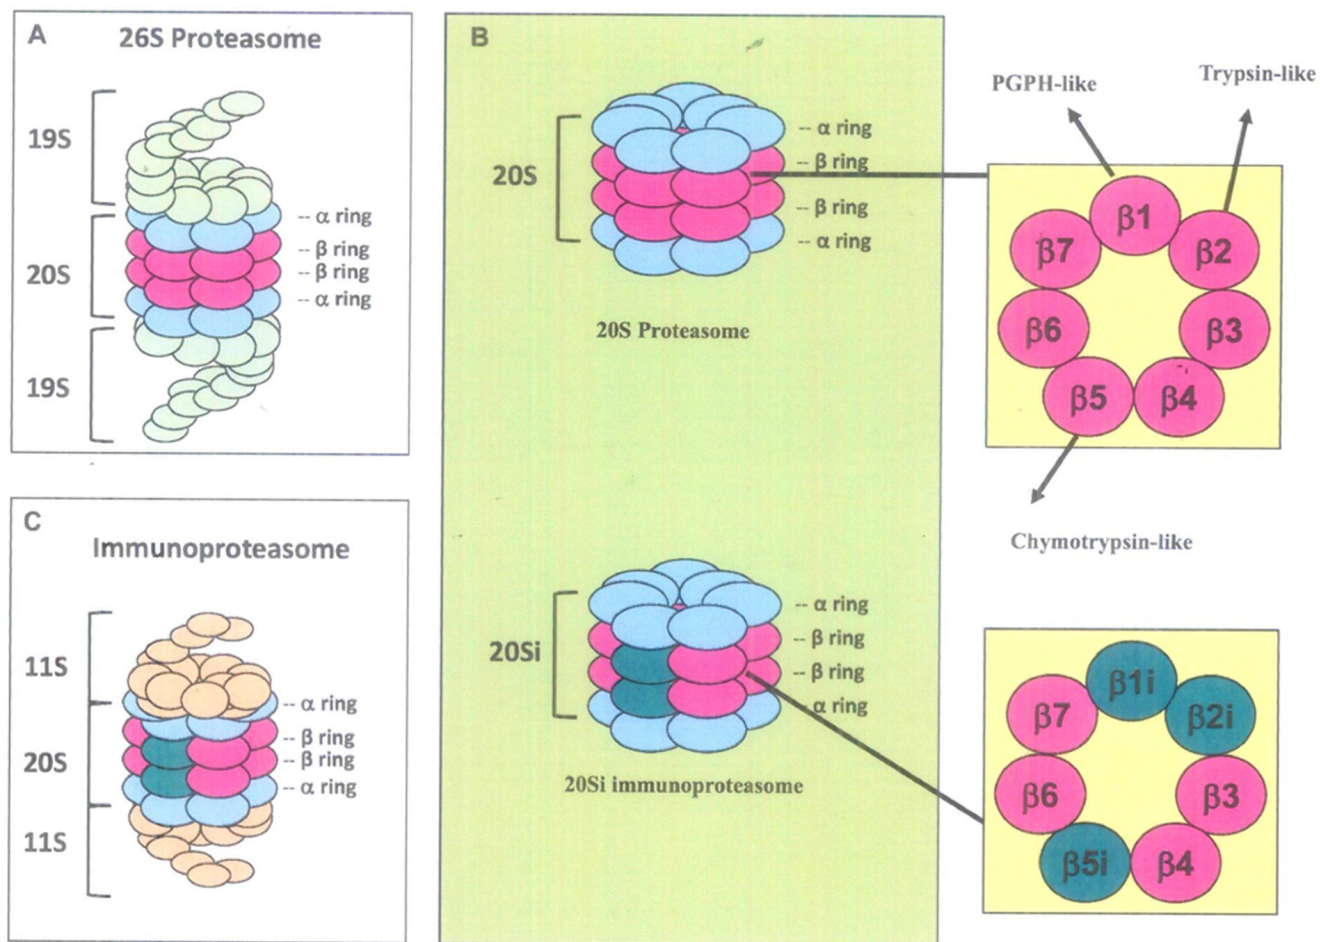 A
26S Proteasome
19S
20S
19S
-- α ring
-- β ring
-- β ring
-- α ring
B
20S
-- α ring
-- β ring
-- β ring
-- α ring
20S Proteasome
PGPH-like
Trypsin-like
β1
β2
β3
β4
β5
β6
β7
Chymotrypsin-like
C
Immunoproteasome
11S
20S
11S
-- α ring
-- β ring
-- β ring
-- α ring
20Si
-- α ring
-- β ring
-- β ring
-- α ring
20Si immunoproteasome
β1i
β2i
β3
β4
β5i
β6
β7